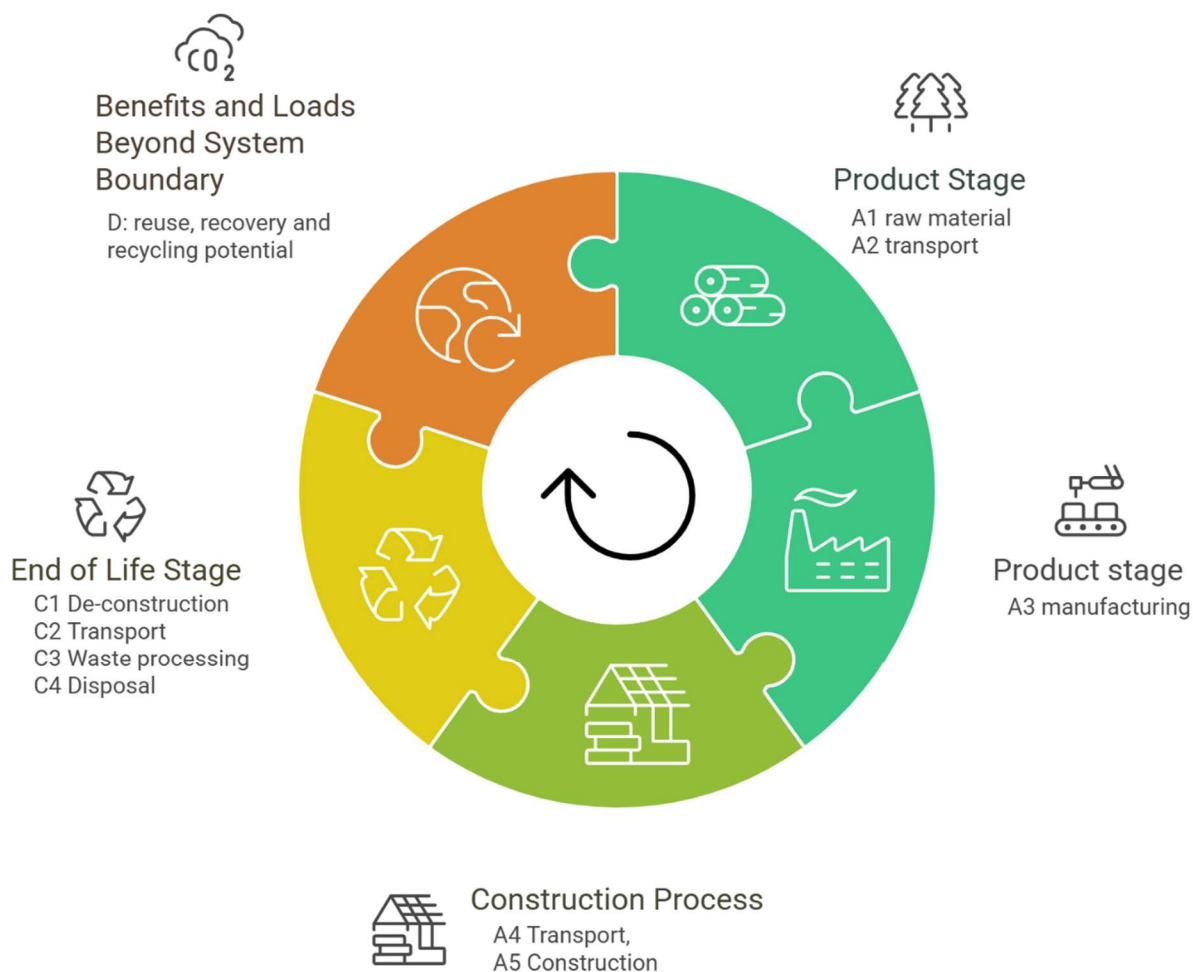 CO2
Benefits and Loads
Beyond System
Boundary
D: reuse, recovery and
recycling potential
Product Stage
A1 raw material
A2 transport
Product stage
A3 manufacturing
Construction Process
A4 Transport,
A5 Construction
End of Life Stage
C1 De-construction
C2 Transport
C3 Waste processing
C4 Disposal